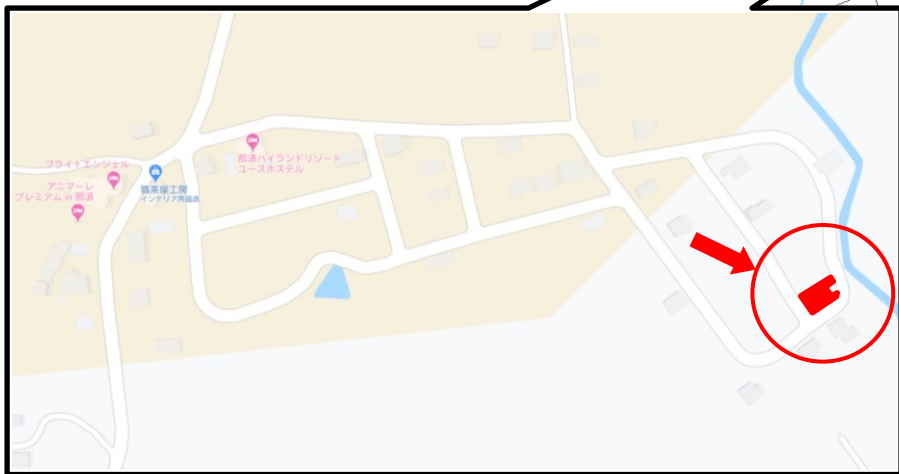 ブライトエンジェル
アニマーレ
プレミアム in 那須
猫茶屋工房
インテリア用品店
那須ハイランドリゾート
ユースホステル